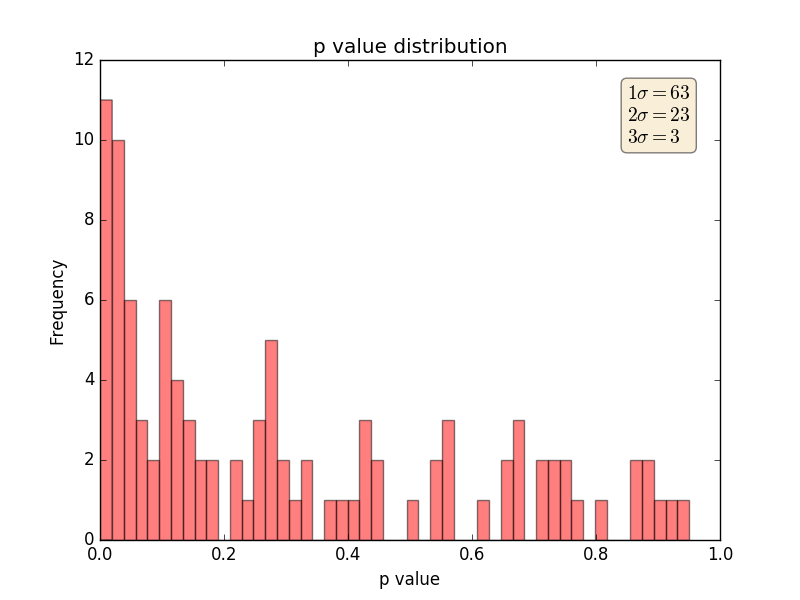 p value distribution
1σ = 63
2σ = 23
3σ = 3
12
10
8
6
4
2
0
Frequency
0.0 0.2 0.4 0.6 0.8 1.0
p value